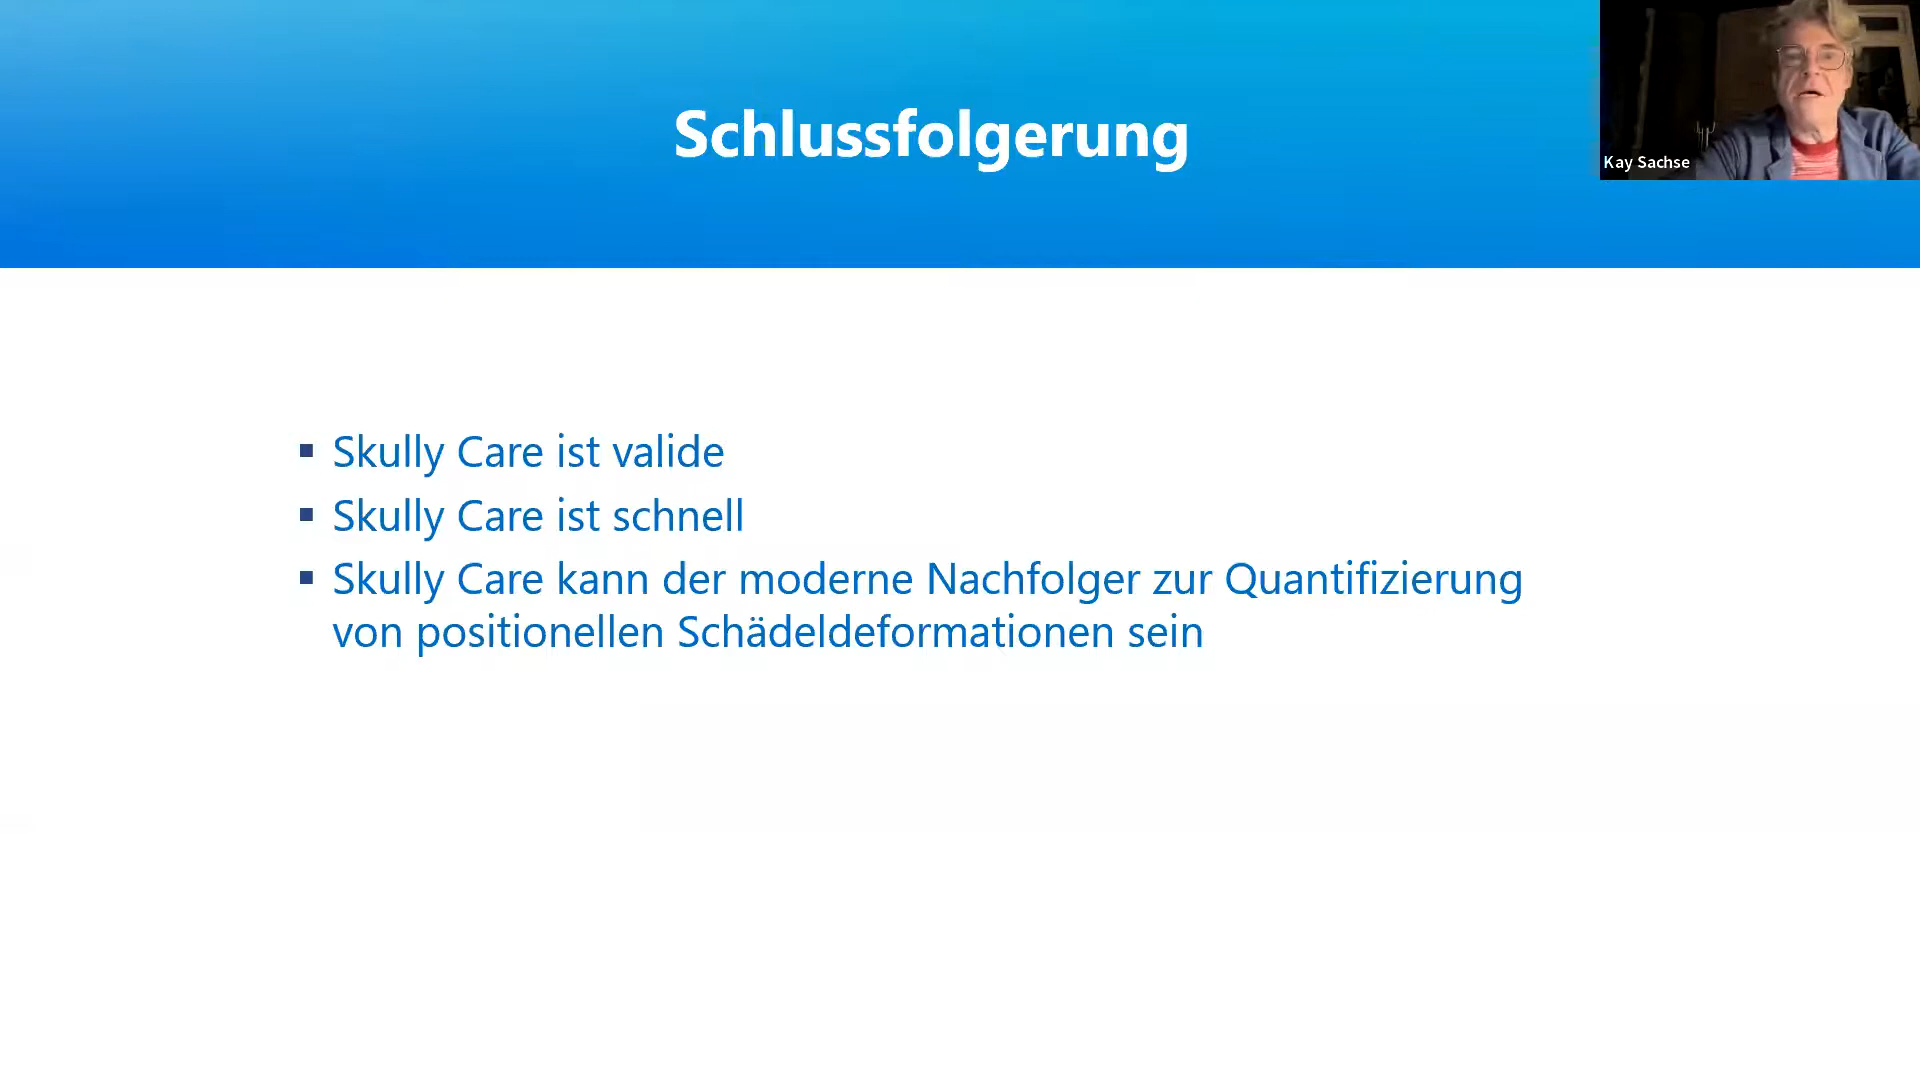 Schlussfolgerung
Kay Sachse
▪ Skully Care ist valide
▪ Skully Care ist schnell
▪ Skully Care kann der moderne Nachfolger zur Quantifizierung
von positionellen Schädeldeformationen sein